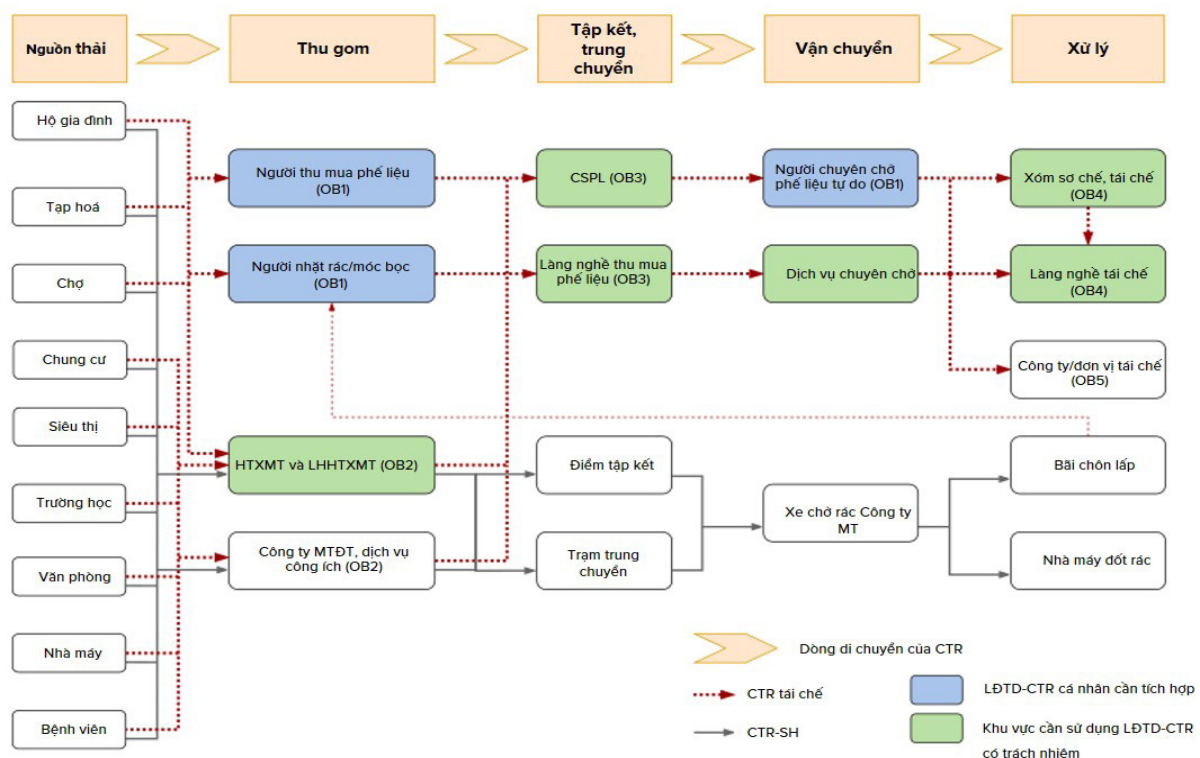 Nguồn thải
Thu gom
Tập kết,
trung
chuyển
Vận chuyển
Xử lý
Hộ gia đình
Tạp hoá
Chợ
Chung cư
Siêu thị
Trường học
Văn phòng
Nhà máy
Bệnh viên
Người thu mua phế liệu
(OB1)
Người nhặt rác/móc bọc
(OB1)
HTXMT và LHHTXMT (OB2)
Công ty MTĐT, dịch vụ
công ích (OB2)
CSPL (OB3)
Làng nghề thu mua
phế liệu (OB3)
Điểm tập kết
Trạm trung
chuyển
Người chuyên chở
phế liệu tự do (OB1)
Dịch vụ chuyên chở
Xe chở rác Công ty
MT
Xóm sơ chế, tái chế
(OB4)
Làng nghề tái chế
(OB4)
Công ty/đơn vị tái chế
(OB5)
Bãi chôn lấp
Nhà máy đốt rác
Dòng di chuyển của CTR
CTR tái chế
CTR-SH
LĐTD-CTR cá nhân cần tích hợp
Khu vực cần sử dụng LĐTD-CTR
có trách nhiệm